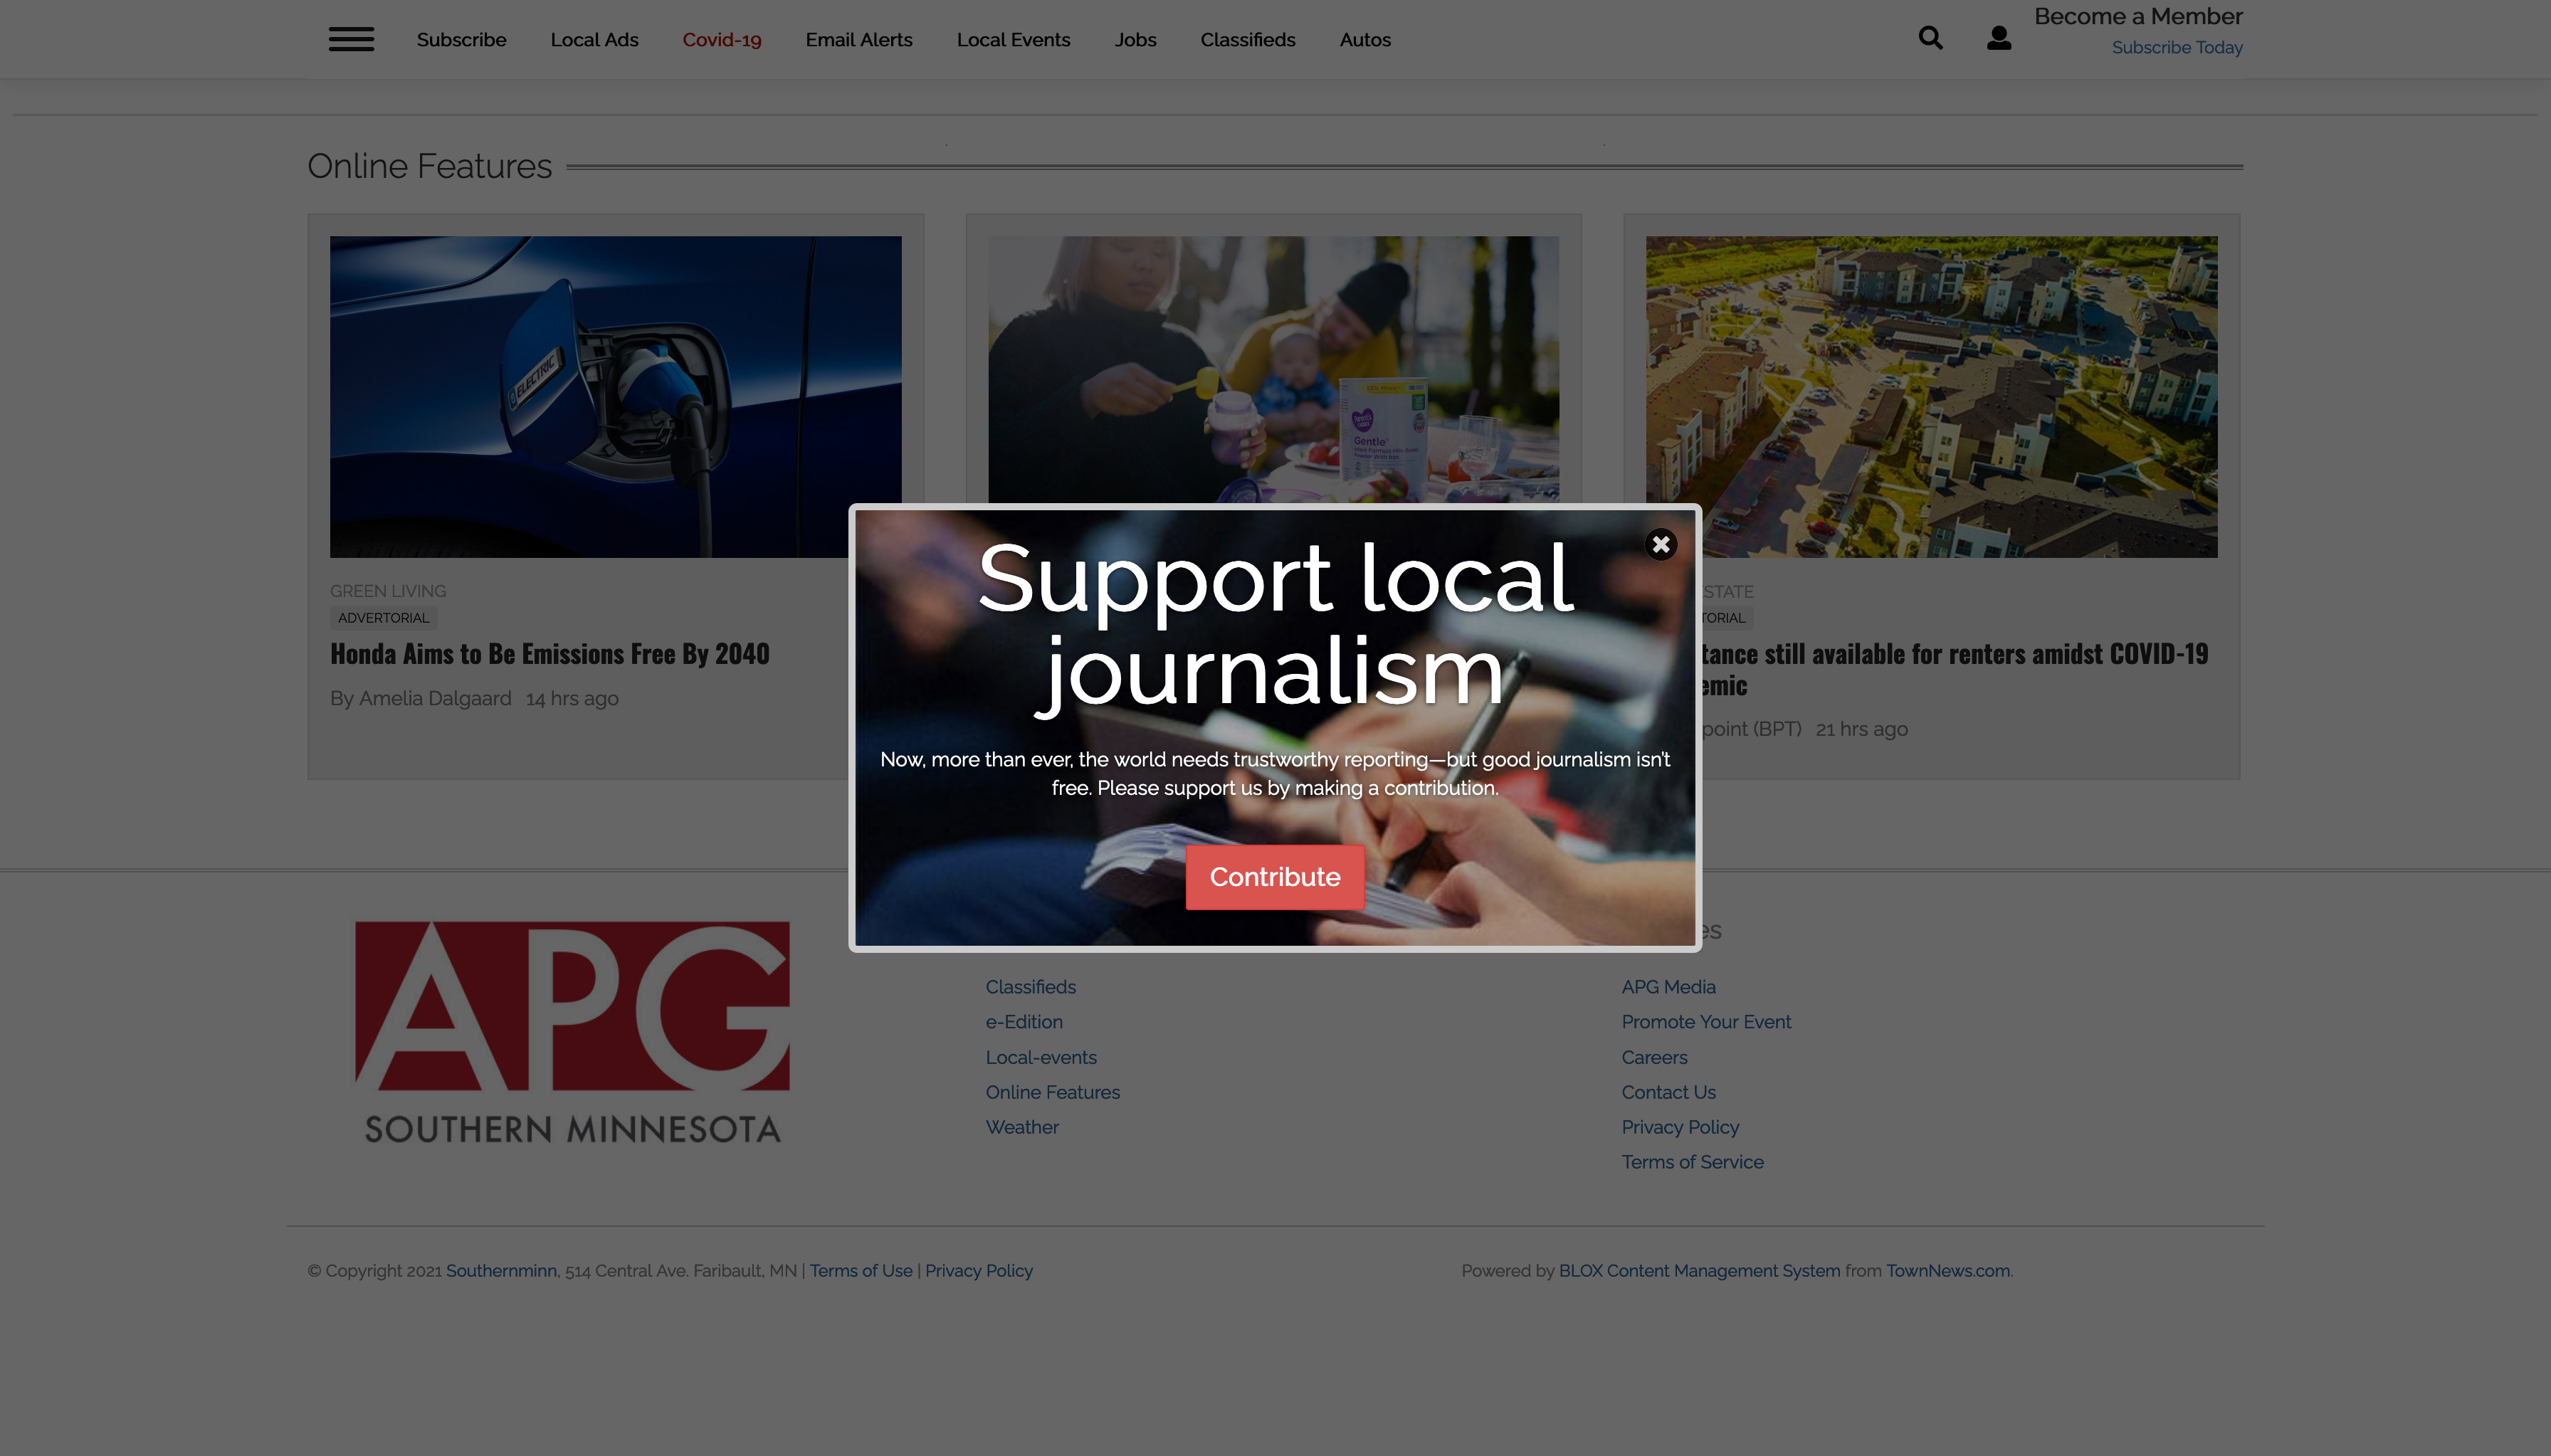 Subscribe
Local Ads
Covid-19
Email Alerts
Local Events
Jobs
Classifieds
Autos
Become a Member
Subscribe Today
Online Features
ELECTRIC
Gentle
GREEN LIVING
ADVERTORIAL
Honda Aims to Be Emissions Free By 2040
By Amelia Dalgaard 14 hrs ago
Support local
journalism
Now, more than ever, the world needs trustworthy reporting—but good journalism isn't
free. Please support us by making a contribution.
Contribute
STATE
TORIAL
tance still available for renters amidst COVID-19
emic
point (BPT) 21 hrs ago
APG
SOUTHERN MINNESOTA
Classifieds
e-Edition
Local-events
Online Features
Weather
es
APG Media
Promote Your Event
Careers
Contact Us
Privacy Policy
Terms of Service
© Copyright 2021 Southernminn, 514 Central Ave. Faribault, MN | Terms of Use | Privacy Policy
Powered by BLOX Content Management System from TownNews.com.